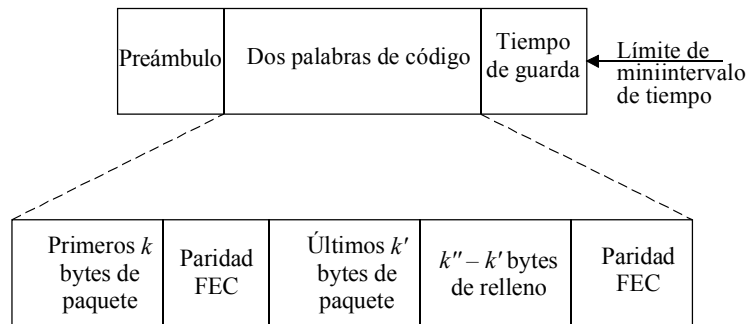 Preámbulo
Dos palabras de código
Tiempo
de guarda
Límite de
miniintervalo
de tiempo
Primeros k
bytes de
paquete
Paridad
FEC
Últimos k'
bytes de
paquete
k'' – k' bytes
de relleno
Paridad
FEC